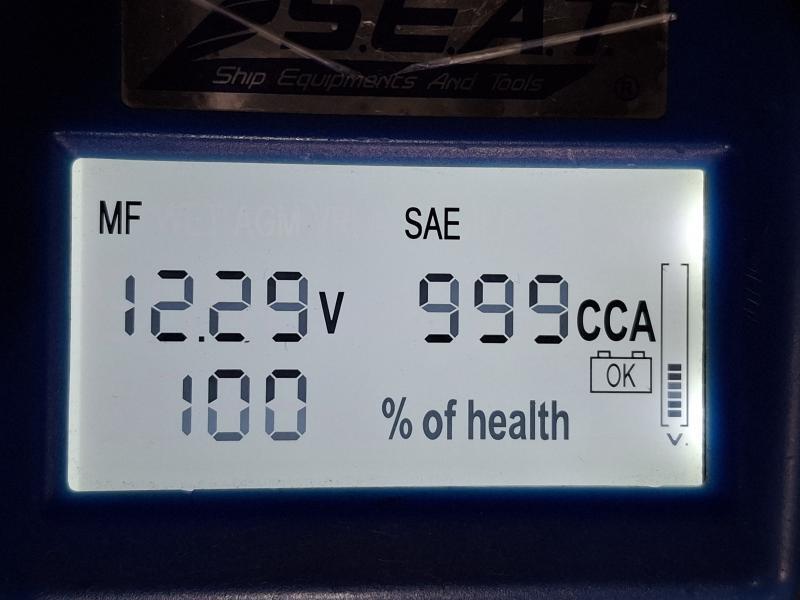 S.E.A.T.
Ship Equipments And Tools ®
MF SAE
12.29 V 999 CCA
OK
100 % of health
V.